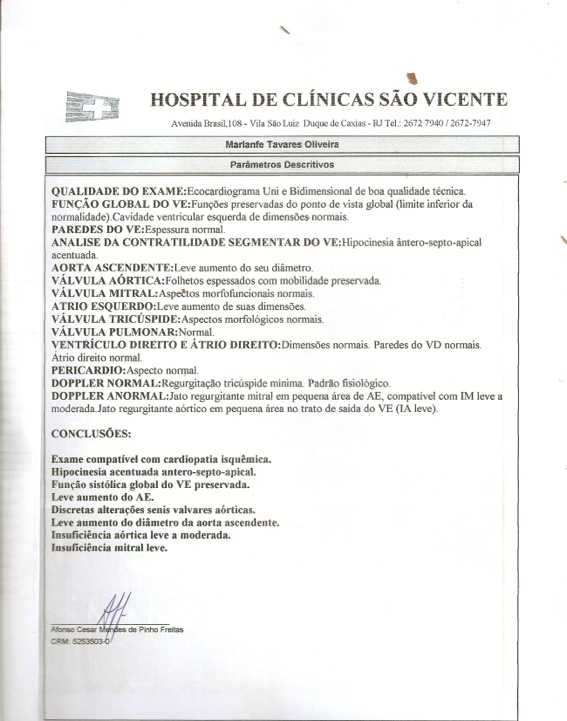 HOSPITAL DE CLÍNICAS SÃO VICENTE
Avenida Brasil,108 - Vila São Luiz Duque de Caxias - RJ Tel.: 2672 7940 / 2672-7947
Marlanfe Tavares Oliveira
Parâmetros Descritivos
QUALIDADE DO EXAME:Ecocardiograma Uni e Bidimensional de boa qualidade técnica.
FUNÇÃO GLOBAL DO VE:Funções preservadas do ponto de vista global (limite inferior da
normalidade).Cavidade ventricular esquerda de dimensões normais.
PAREDES DO VE:Espessura normal.
ANALISE DA CONTRATILIDADE SEGMENTAR DO VE:Hipocinesia ântero-septo-apical
acentuada.
AORTA ASCENDENTE:Leve aumento do seu diâmetro.
VÁLVULA AÓRTICA:Folhetos espessados com mobilidade preservada.
VÁLVULA MITRAL:Aspectos morfofuncionais normais.
ATRIO ESQUERDO:Leve aumento de suas dimensões.
VÁLVULA TRICÚSPIDE:Aspectos morfológicos normais.
VÁLVULA PULMONAR:Normal.
VENTRÍCULO DIREITO E ÁTRIO DIREITO:Dimensões normais. Paredes do VD normais.
Átrio direito normal.
PERICARDIO:Aspecto normal.
DOPPLER NORMAL:Regurgitação tricúspide mínima. Padrão fisiológico.
DOPPLER ANORMAL:Jato regurgitante mitral em pequena área de AE, compatível com IM leve a
moderada.Jato regurgitante aórtico em pequena área no trato de saída do VE (IA leve).
CONCLUSÕES:
Exame compatível com cardiopatia isquêmica.
Hipocinesia acentuada antero-septo-apical.
Função sistólica global do VE preservada.
Leve aumento do AE.
Discretas alterações senis valvares aórticas.
Leve aumento do diâmetro da aorta ascendente.
Insuficiência aórtica leve a moderada.
Insuficiência mitral leve.
Afonso Cesar Mendes de Pinho Freitas
CRM: 5253503-0